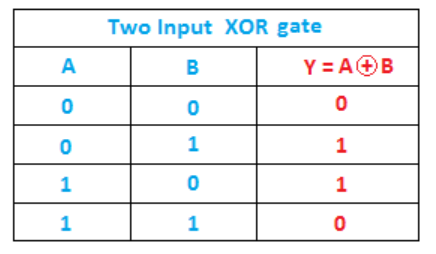 Two Input XOR gate
A B Y = A ⊕ B
0 0 0
0 1 1
1 0 1
1 1 0